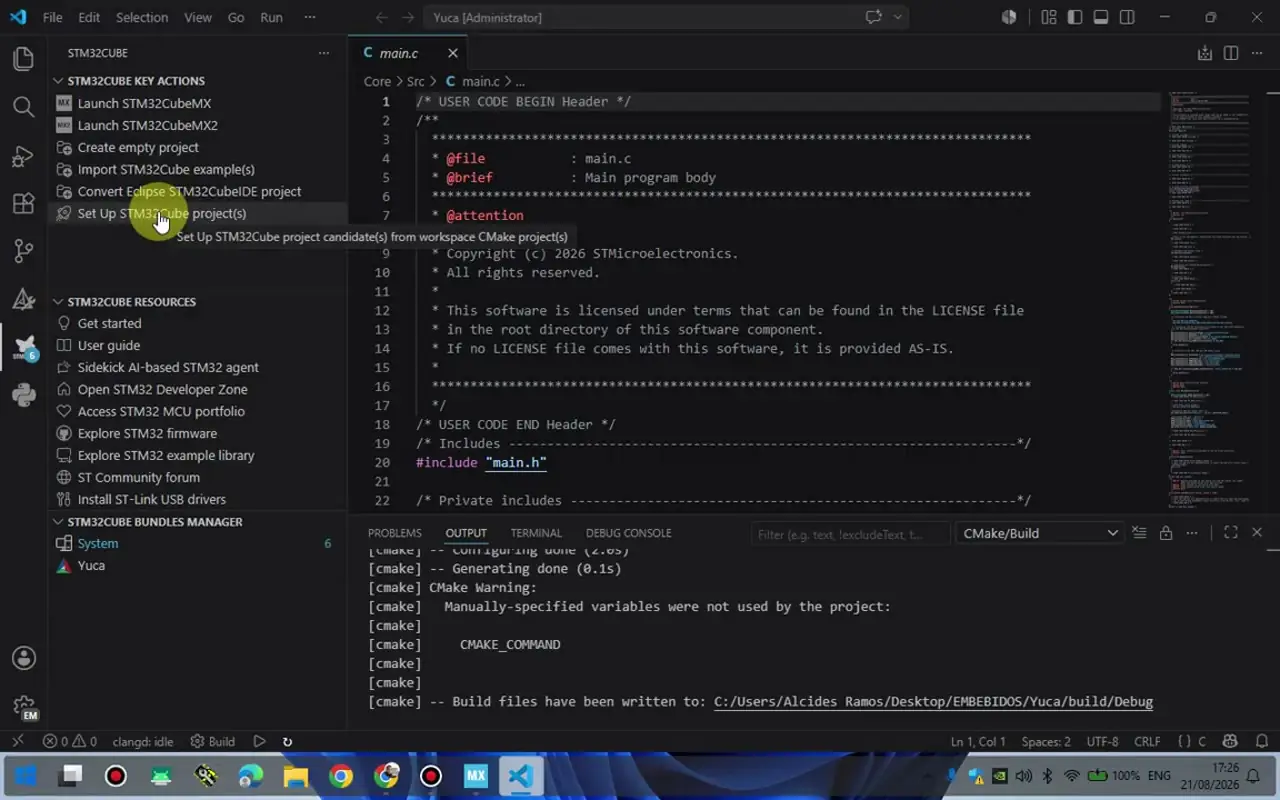 File Edit Selection View Go Run ··· Yuca [Administrator]
STM32CUBE
STM32CUBE KEY ACTIONS
MX Launch STM32CubeMX
MX2 Launch STM32CubeMX2
Create empty project
Import STM32Cube example(s)
Convert Eclipse STM32CubeIDE project
Set Up STM32Cube project(s)
Set Up STM32Cube project candidate(s) from workspace CMake project(s)
STM32CUBE RESOURCES
Get started
User guide
Sidekick AI-based STM32 agent
Open STM32 Developer Zone
Access STM32 MCU portfolio
Explore STM32 firmware
Explore STM32 example library
ST Community forum
Install ST-Link USB drivers
STM32CUBE BUNDLES MANAGER
System 6
Yuca
6
EM
C main.c
Core > Src > C main.c > ...
1 /* USER CODE BEGIN Header */
2 /**
3 ******************************************************************************
4 * @file : main.c
5 * @brief : Main program body
6 ******************************************************************************
7 * @attention
9 * Copyright (c) 2026 STMicroelectronics.
10 * All rights reserved.
11 *
12 * This software is licensed under terms that can be found in the LICENSE file
13 * in the root directory of this software component.
14 * If no LICENSE file comes with this software, it is provided AS-IS.
15 *
16 ******************************************************************************
17 */
18 /* USER CODE END Header */
19 /* Includes ------------------------------------------------------------------*/
20 #include "main.h"
21
22 /* Private includes ----------------------------------------------------------*/
PROBLEMS OUTPUT TERMINAL DEBUG CONSOLE Filter (e.g. text, !excludeText, t... CMake/Build
[cmake] -- Configuring done (2.0s)
[cmake] -- Generating done (0.1s)
[cmake] CMake Warning:
[cmake] Manually-specified variables were not used by the project:
[cmake]
[cmake] CMAKE_COMMAND
[cmake]
[cmake]
[cmake] -- Build files have been written to: C:/Users/Alcides Ramos/Desktop/EMBEBIDOS/Yuca/build/Debug
0 0 clangd: idle Build Ln 1, Col 1 Spaces: 2 UTF-8 CRLF {} C
MX 100% ENG 17:26
21/08/2026